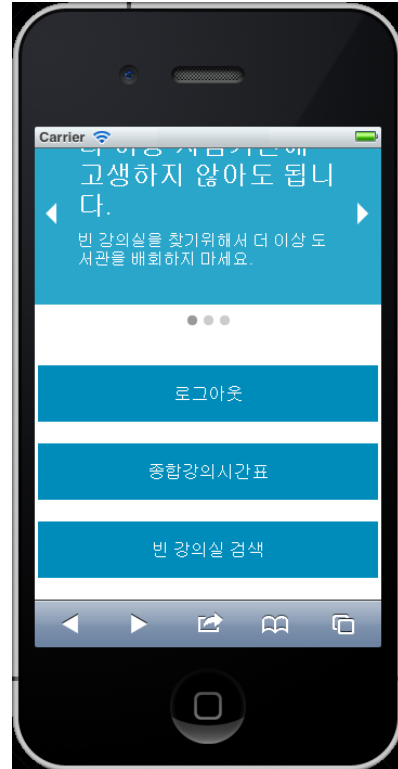 Carrier
고생하지 않아도 됩니
다.
빈 강의실을 찾기위해서 더 이상 도
서관을 배회하지 마세요.
로그아웃
종합강의시간표
빈 강의실 검색